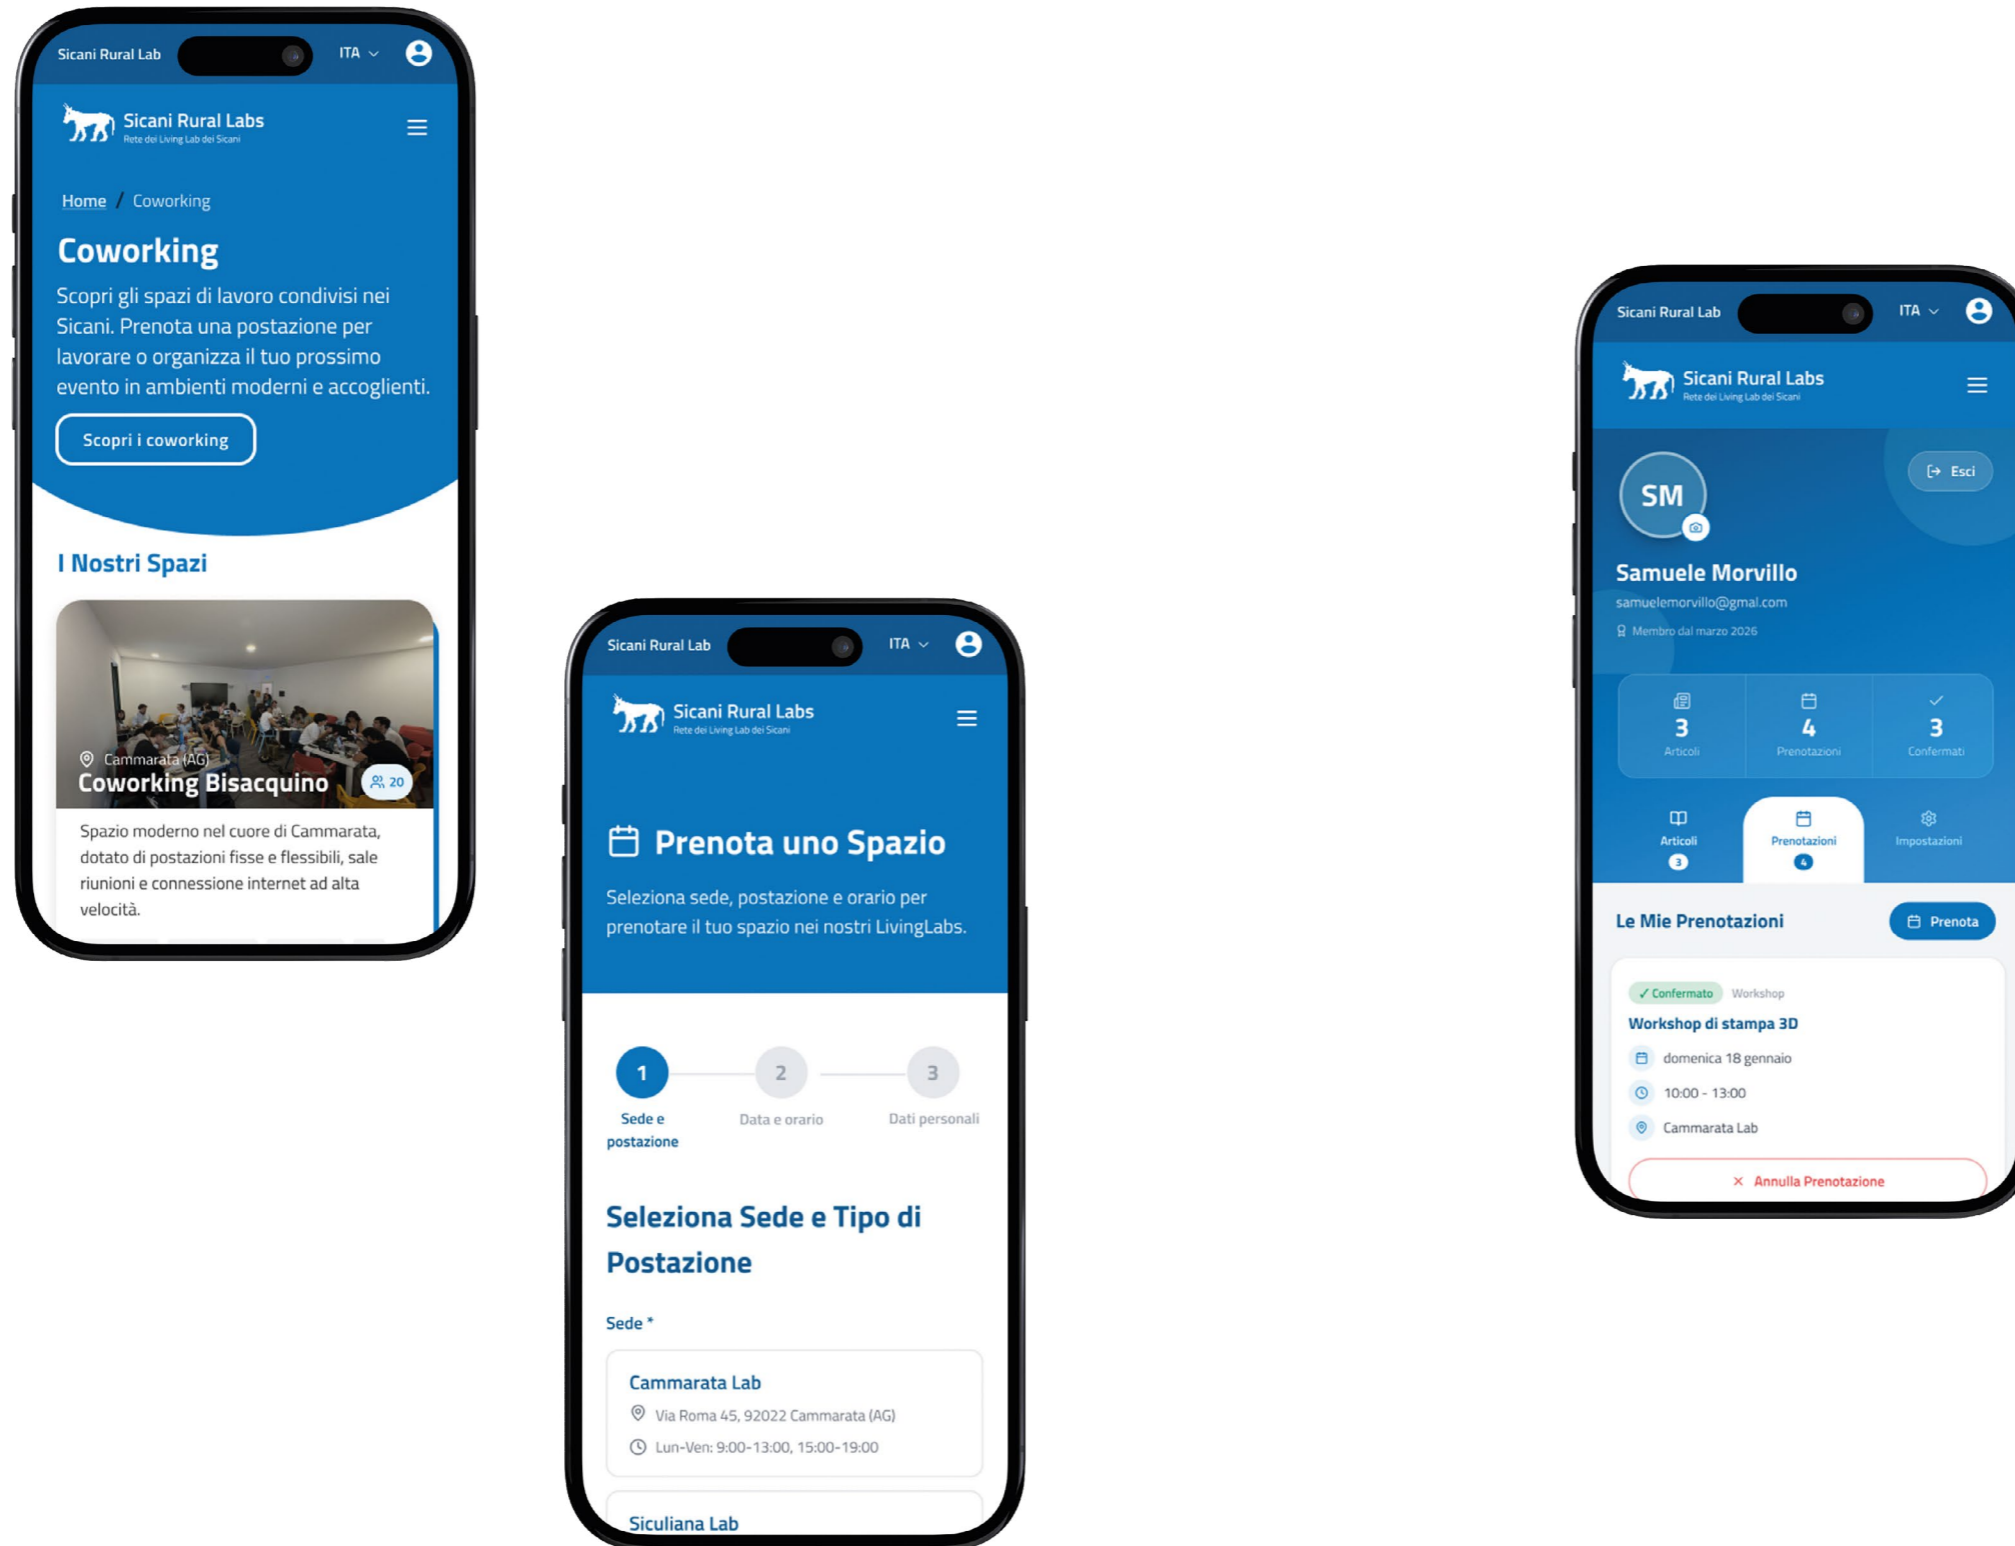 Sicani Rural Lab
ITA
Sicani Rural Labs
Rete dei Living Lab dei Sicani
Home / Coworking
Coworking
Scopri gli spazi di lavoro condivisi nei
Sicani. Prenota una postazione per
lavorare o organizza il tuo prossimo
evento in ambienti moderni e accoglienti.
Scopri i coworking
I Nostri Spazi
Cammarata (AG)
Coworking Bisacquino
20
Spazio moderno nel cuore di Cammarata,
dotato di postazioni fisse e flessibili, sale
riunioni e connessione internet ad alta
velocità.
Sicani Rural Lab
ITA
Sicani Rural Labs
Rete dei Living Lab dei Sicani
Prenota uno Spazio
Seleziona sede, postazione e orario per
prenotare il tuo spazio nei nostri LivingLabs.
1
2
3
Sede e
postazione
Data e orario
Dati personali
Seleziona Sede e Tipo di
Postazione
Sede *
Cammarata Lab
Via Roma 45, 92022 Cammarata (AG)
Lun-Ven: 9:00-13:00, 15:00-19:00
Siculiana Lab
Sicani Rural Lab
ITA
Sicani Rural Labs
Rete dei Living Lab dei Sicani
Esci
SM
Samuele Morvillo
samuelemorvillo@gmal.com
Membro dal marzo 2026
3
Articoli
4
Prenotazioni
3
Confermati
Articoli
3
Prenotazioni
4
Impostazioni
Le Mie Prenotazioni
Prenota
✓ Confermato
Workshop
Workshop di stampa 3D
domenica 18 gennaio
10:00 - 13:00
Cammarata Lab
× Annulla Prenotazione